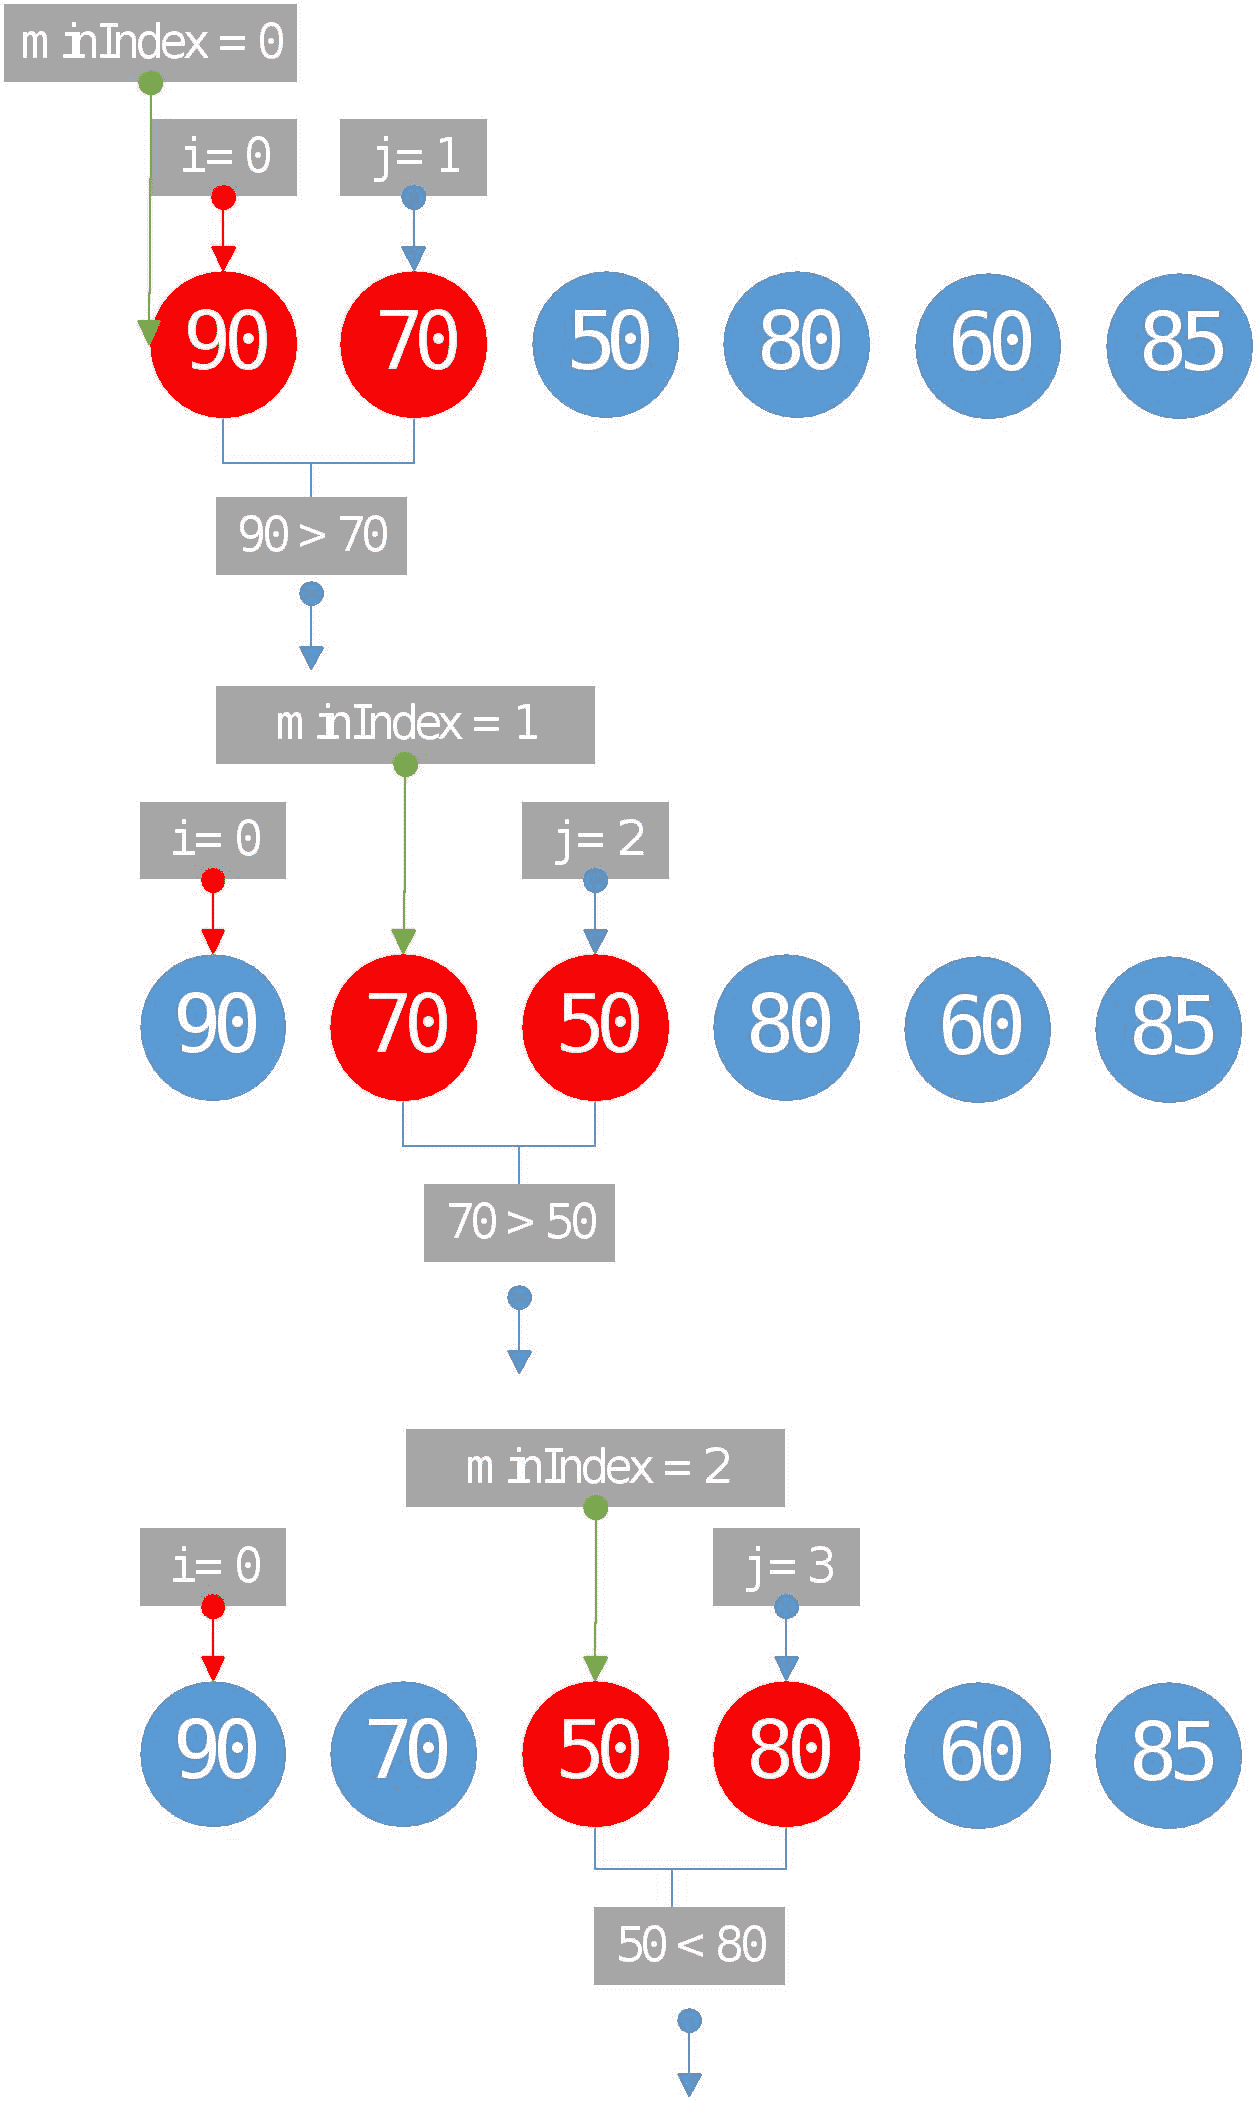 minIndex = 0
i= 0 j= 1
90 70 50 80 60 85
90 > 70
minIndex = 1
i= 0 j= 2
90 70 50 80 60 85
70 > 50
minIndex = 2
i= 0 j= 3
90 70 50 80 60 85
50 < 80